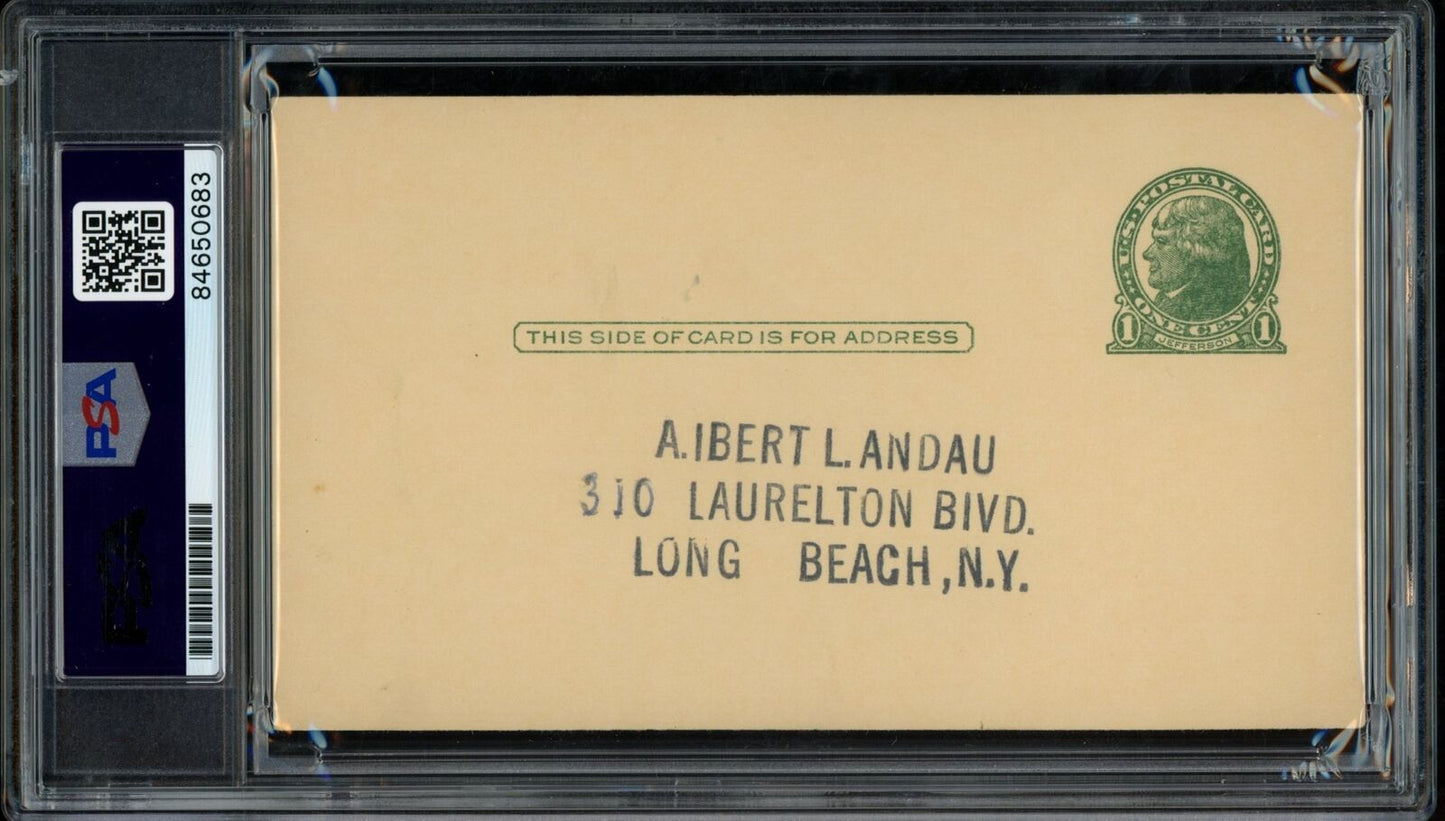 84650683
PSA
PSA
U.S. POSTAL CARD
ONE CENT
1 1
JEFFERSON
THIS SIDE OF CARD IS FOR ADDRESS
A.IBERT L.ANDAU
310 LAURELTON BIVD.
LONG BEACH, N.Y.